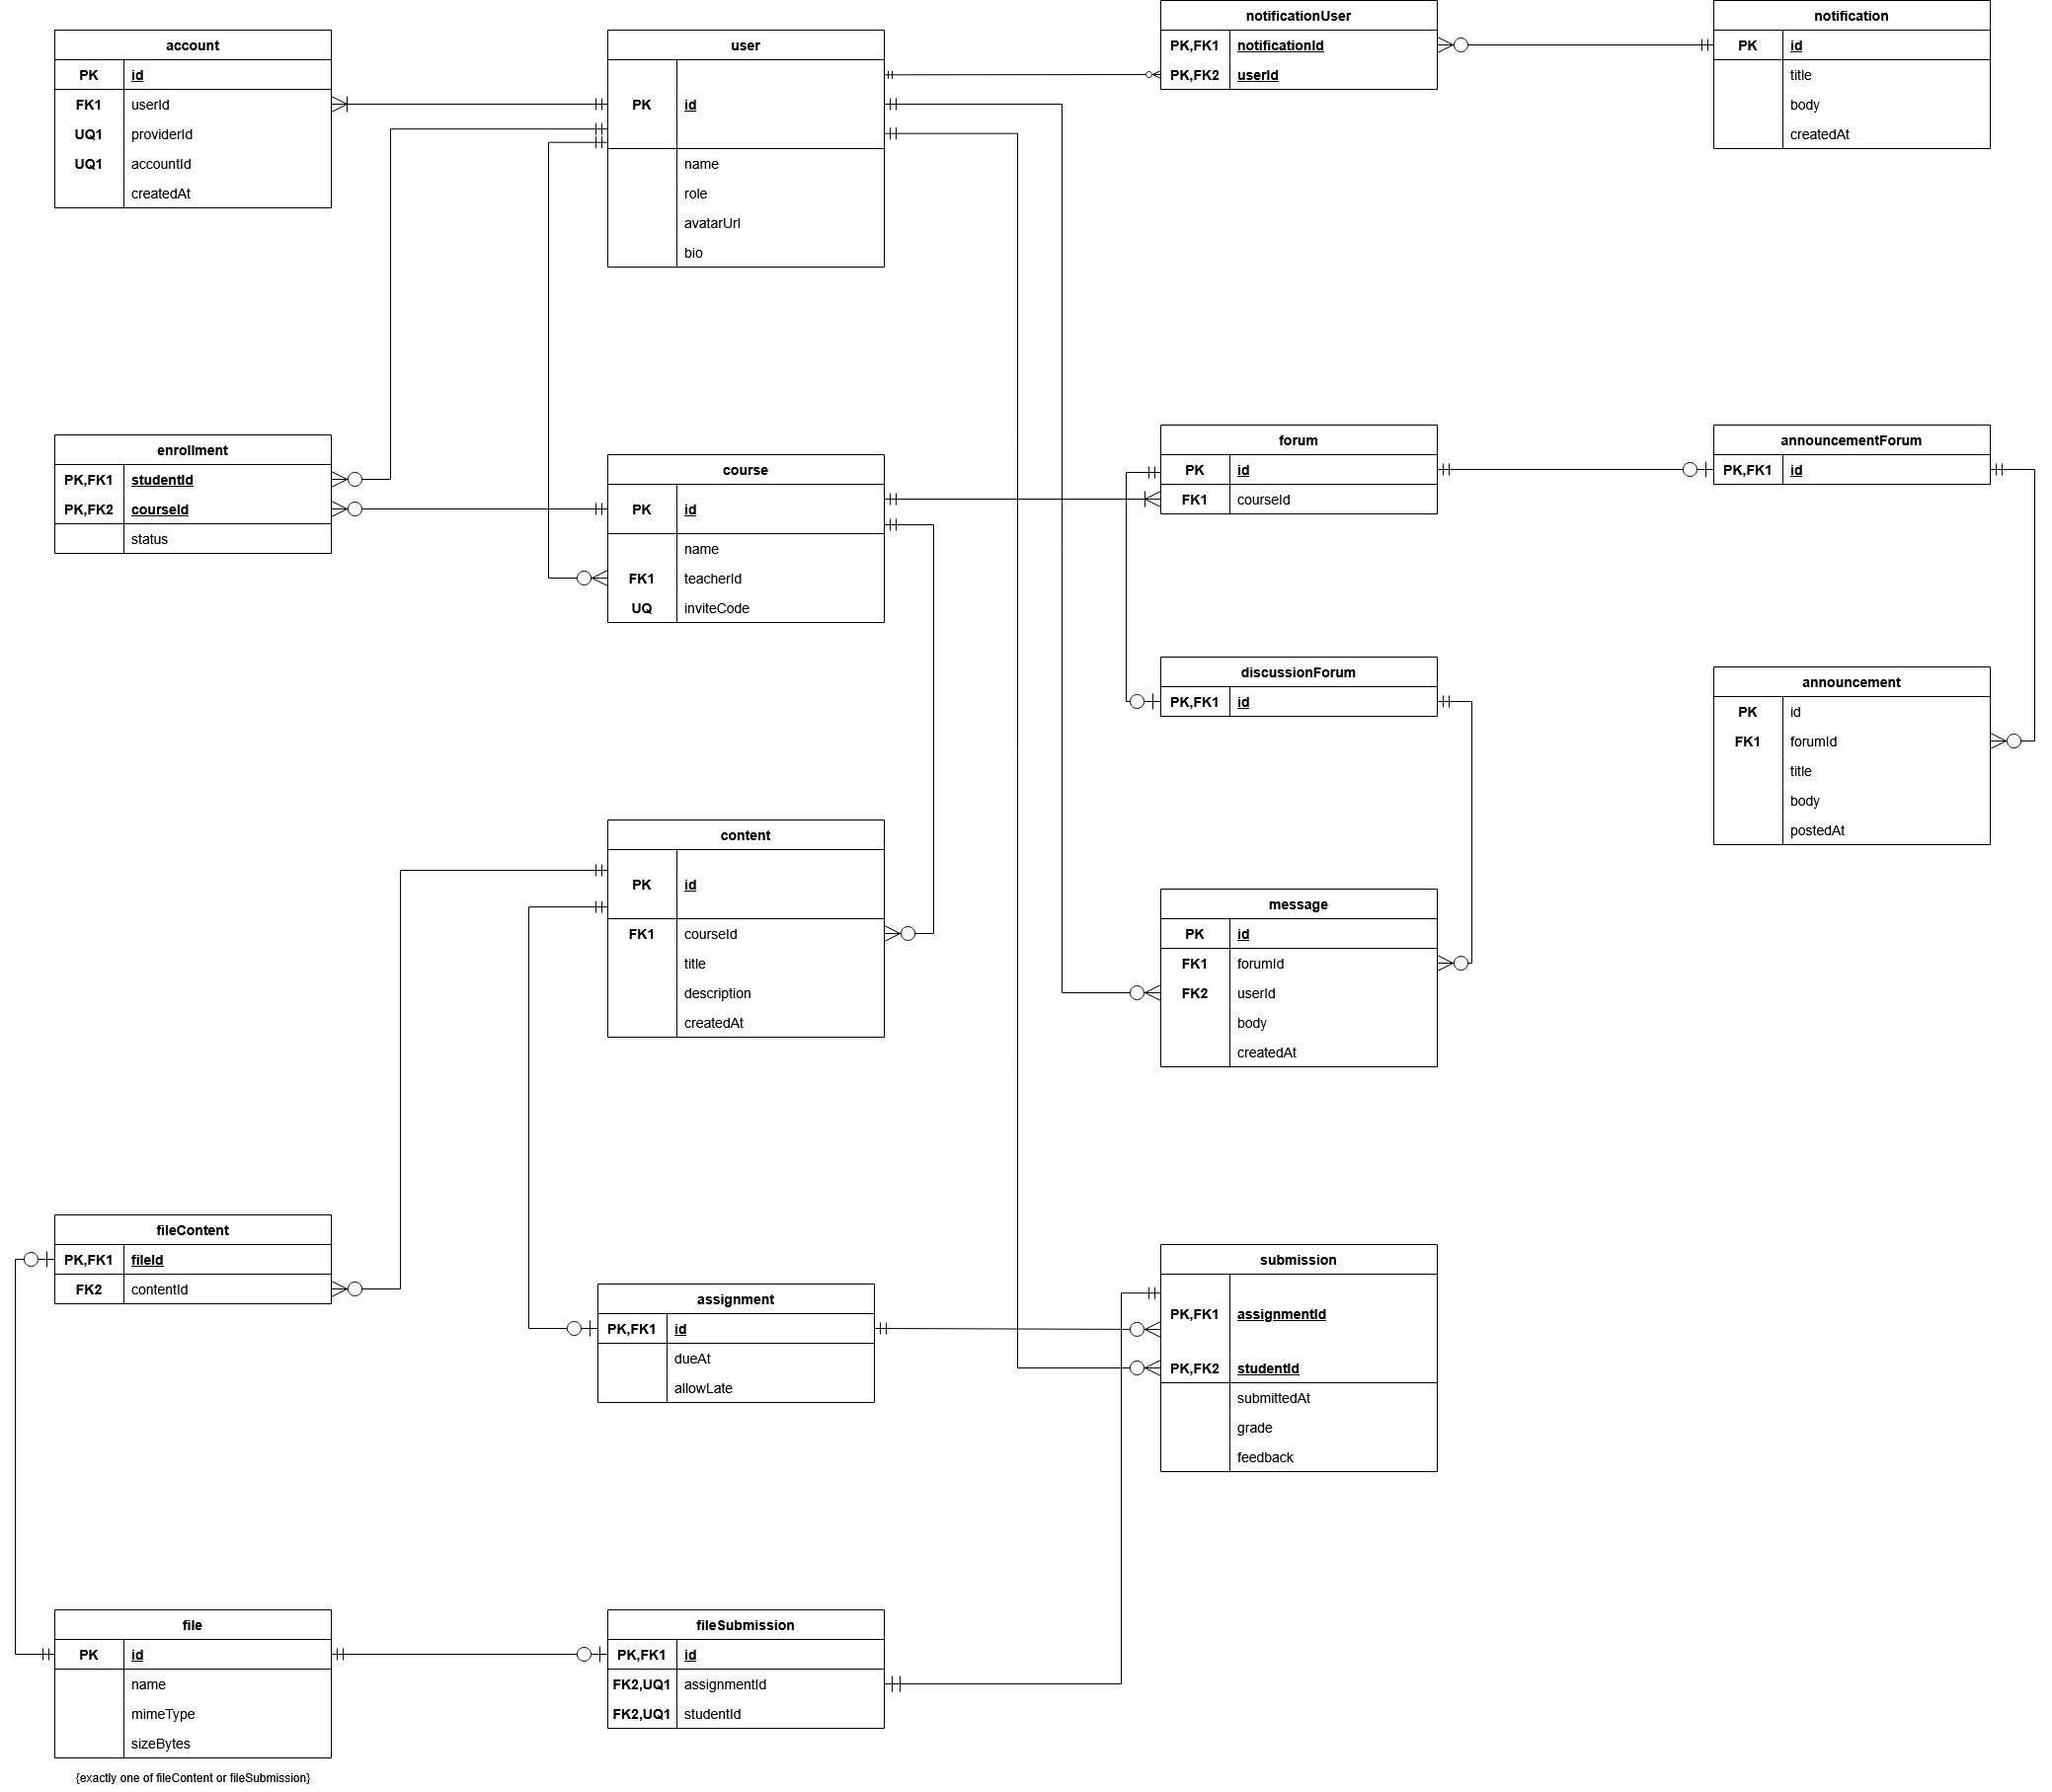 notificationUser
PK,FK1 notificationId
PK,FK2 userId
notification
PK id
title
body
createdAt
account
PK id
FK1 userId
UQ1 providerId
UQ1 accountId
createdAt
user
PK id
name
role
avatarUrl
bio
enrollment
PK,FK1 studentId
PK,FK2 courseId
status
course
PK id
name
FK1 teacherId
UQ inviteCode
forum
PK id
FK1 courseId
announcementForum
PK,FK1 id
discussionForum
PK,FK1 id
announcement
PK id
FK1 forumId
title
body
postedAt
content
PK id
FK1 courseId
title
description
createdAt
message
PK id
FK1 forumId
FK2 userId
body
createdAt
fileContent
PK,FK1 fileId
FK2 contentId
assignment
PK,FK1 id
dueAt
allowLate
submission
PK,FK1 assignmentId
PK,FK2 studentId
submittedAt
grade
feedback
file
PK id
name
mimeType
sizeBytes
{exactly one of fileContent or fileSubmission}
fileSubmission
PK,FK1 id
FK2,UQ1 assignmentId
FK2,UQ1 studentId